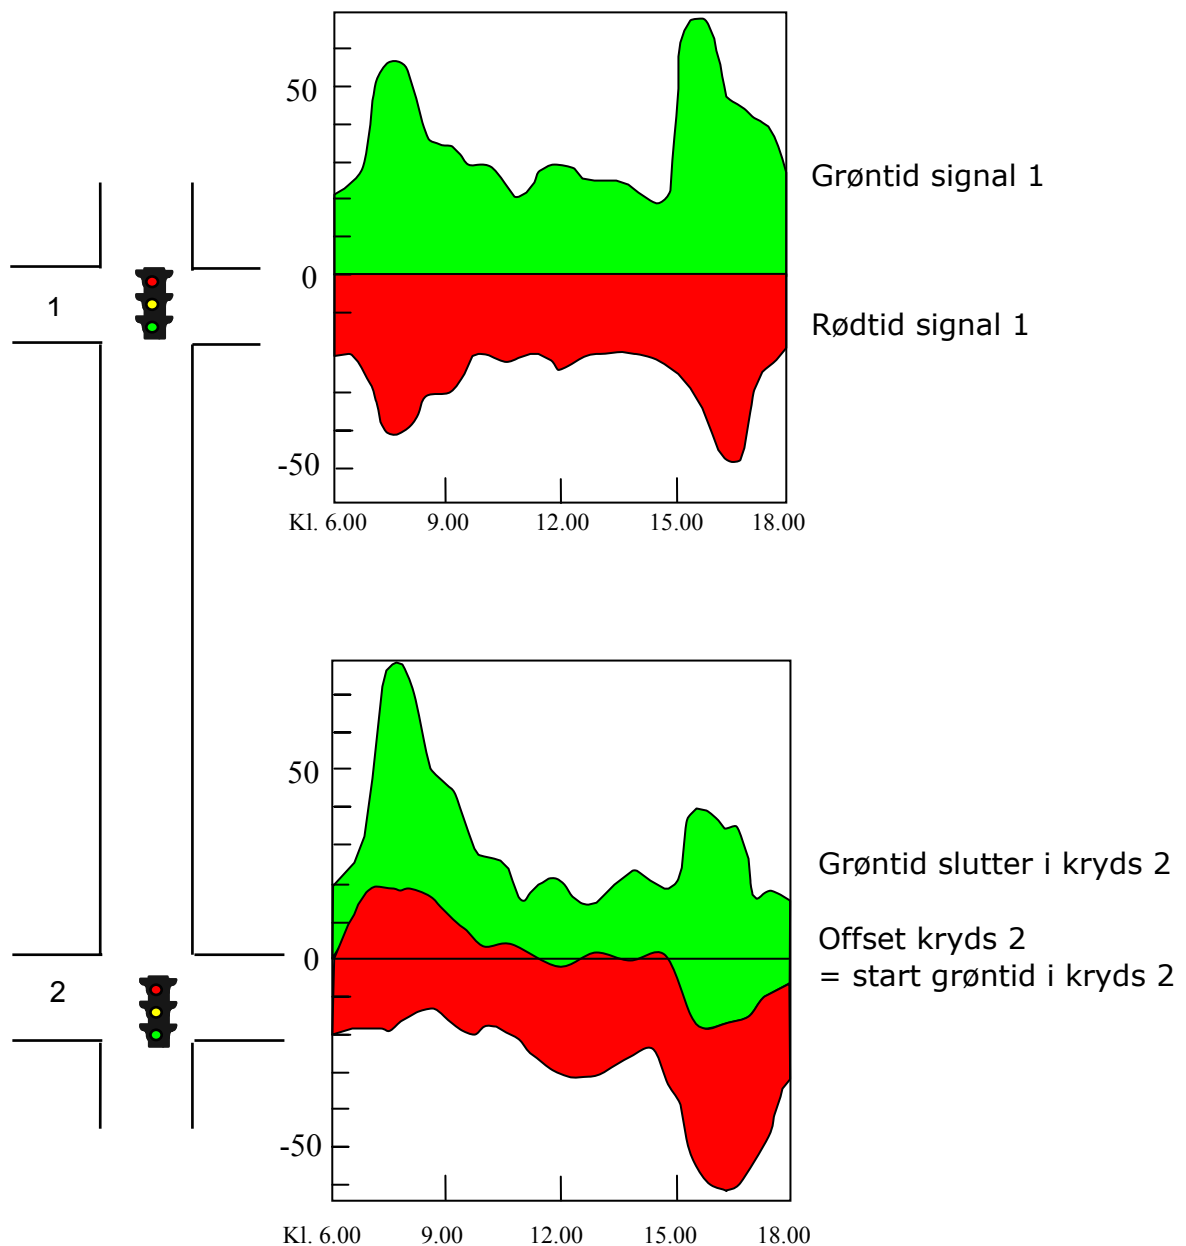 50
Grøntid signal 1
0
1
Rødtid signal 1
-50
Kl. 6.00 9.00 12.00 15.00 18.00
50
Grøntid slutter i kryds 2
Offset kryds 2
0
= start grøntid i kryds 2
2
-50
Kl. 6.00 9.00 12.00 15.00 18.00